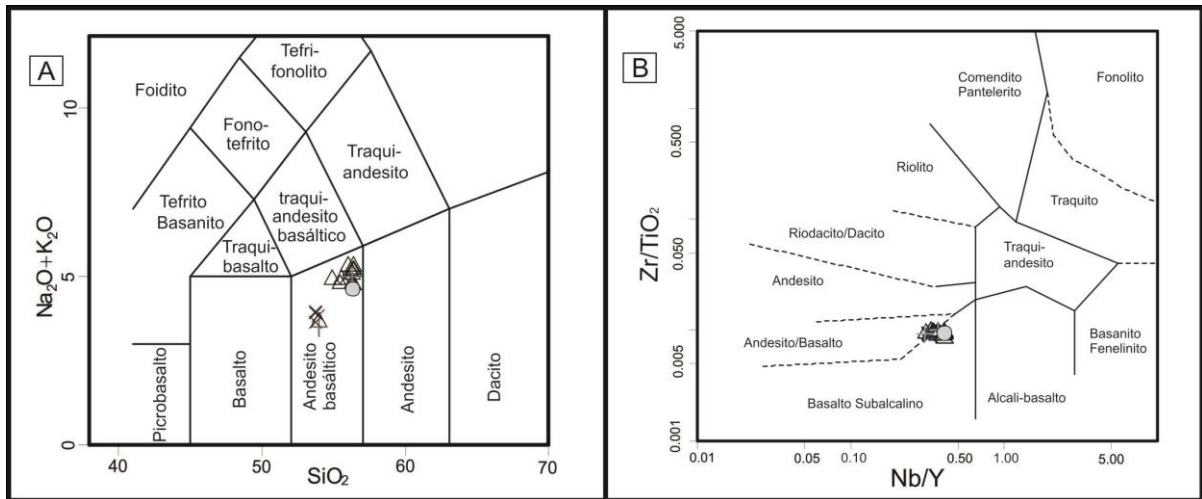 A
Foidito
Tefri-
fonolito
Fono-
tefrito
Traqui-
andesito
Tefrito
Basanito
traqui-
andesito
basáltico
Traqui-
basalto
Picrobasalto
Basalto
Andesito
basáltico
Andesito
Dacito
Na₂O+K₂O
0
5
10
40
50
60
70
SiO₂
B
Comendito
Pantelerito
Fonolito
Riolito
Traquito
Riodacito/Dacito
Traqui-
andesito
Andesito
Andesito/Basalto
Basanito
Fenelinito
Basalto Subalcalino
Alcali-basalto
Zr/TiO₂
5.000
0.500
0.050
0.005
0.001
0.01
0.05
0.10
0.50
1.00
5.00
Nb/Y